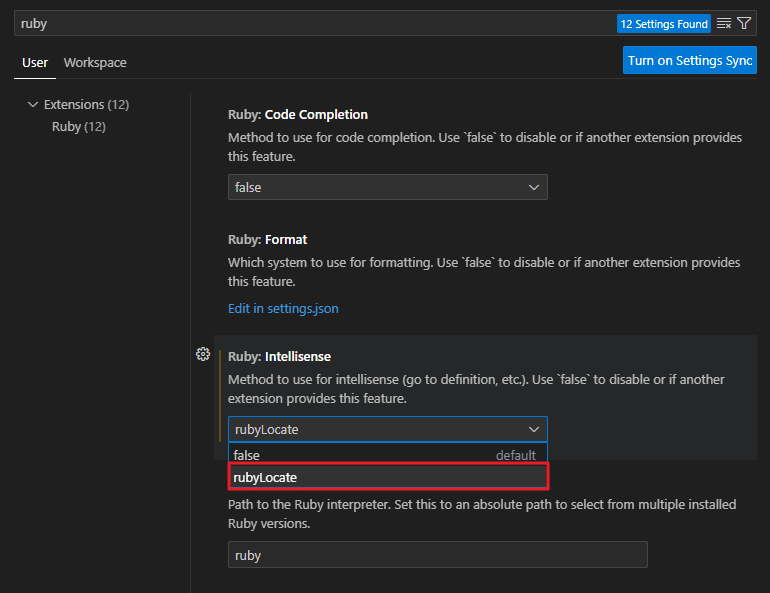 ruby
12 Settings Found
User Workspace
Turn on Settings Sync
Extensions (12)
Ruby (12)
Ruby: Code Completion
Method to use for code completion. Use `false` to disable or if another extension provides
this feature.
false
Ruby: Format
Which system to use for formatting. Use `false` to disable or if another extension provides
this feature.
Edit in settings.json
Ruby: Intellisense
Method to use for intellisense (go to definition, etc.). Use `false` to disable or if another
extension provides this feature.
rubyLocate
false default
rubyLocate
Path to the Ruby interpreter. Set this to an absolute path to select from multiple installed
Ruby versions.
ruby